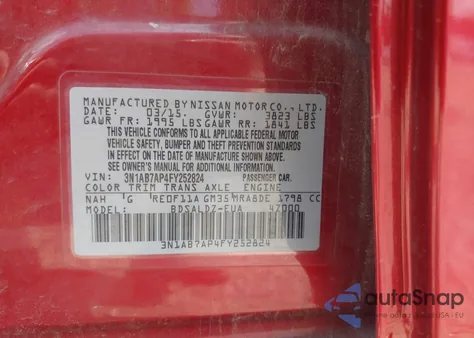 MANUFACTURED BY NISSAN MOTOR CO., LTD.
DATE: 03/15. GVWR: 3823 LBS
GAWR FR: 1995 LBS GAWR RR: 1841 LBS
THIS VEHICLE CONFORMS TO ALL APPLICABLE FEDERAL MOTOR
VEHICLE SAFETY, BUMPER AND THEFT PREVENTION STANDARDS
IN EFFECT ON THE DATE OF MANUFACTURE SHOWN ABOVE.
SEE OWNER'S MANUAL FOR ADDITIONAL INFORMATION.
VIN: 3N1AB7AP4FY252824 PASSENGER CAR.
COLOR TRIM TRANS AXLE ENGINE
NAH G RE0F11A GM35 MRA8DE 1798 CC
MODEL: BDSALDZ-EUA 47000
3N1AB7AP4FY252824
autoSnap
USA - EU